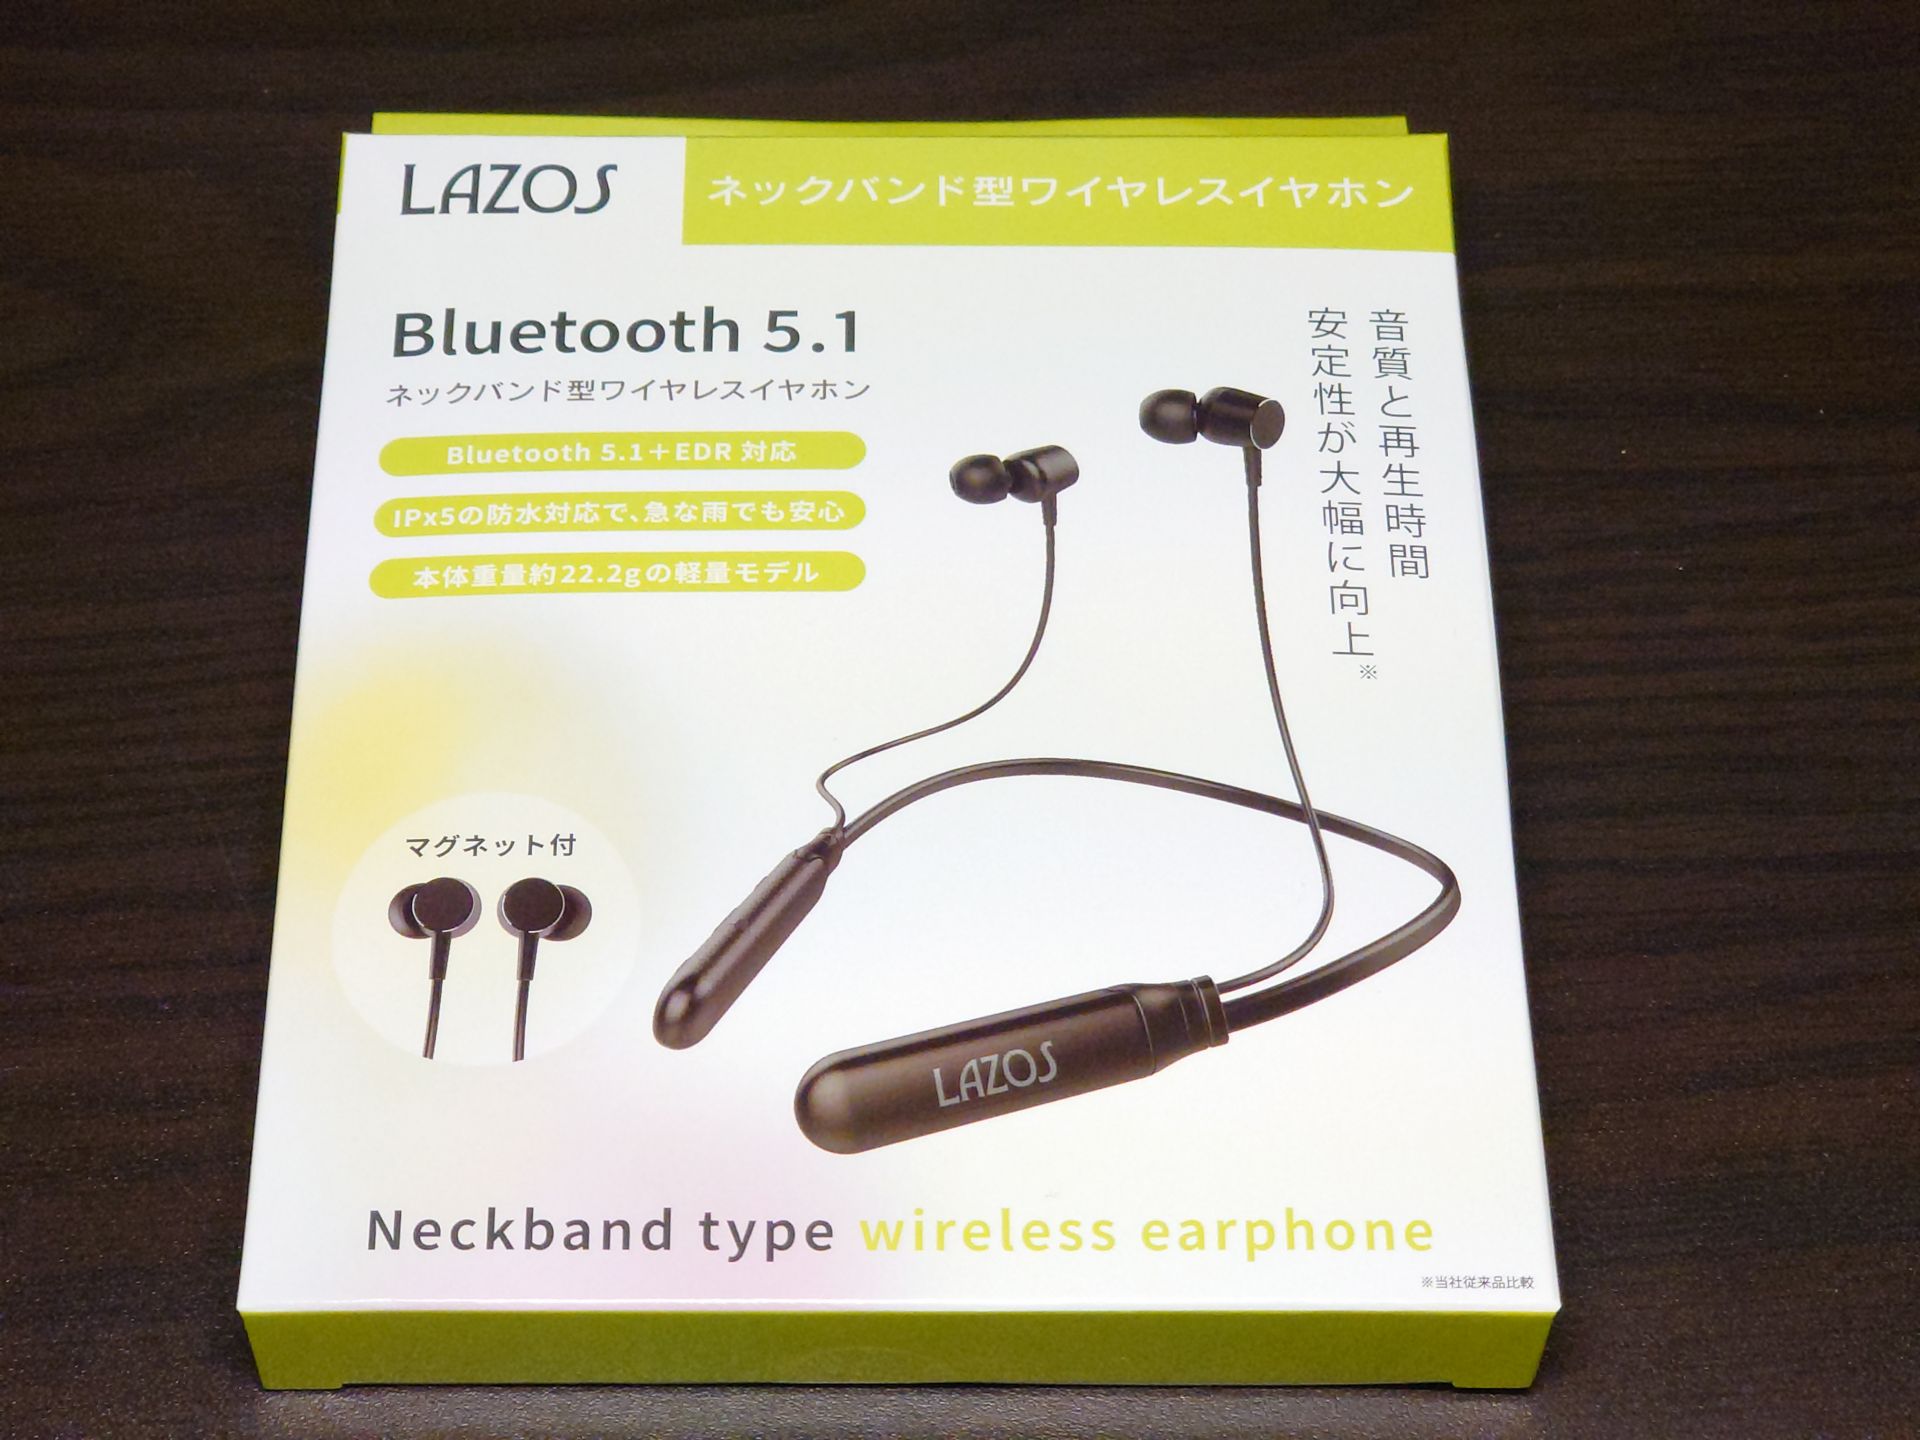 LAZOS
ネックバンド型ワイヤレスイヤホン
Bluetooth 5.1
ネックバンド型ワイヤレスイヤホン
Bluetooth 5.1+EDR 対応
IPx5の防水対応で、急な雨でも安心
本体重量約22.2gの軽量モデル
音質と再生時間
安定性が大幅に向上※
マグネット付
LAZOS
Neckband type wireless earphone
※当社従来品比較